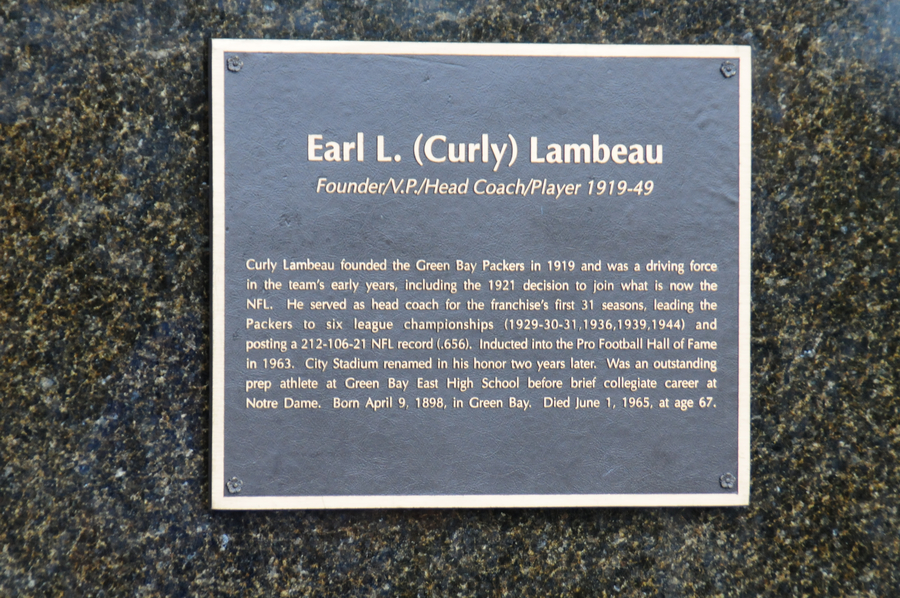 Earl L. (Curly) Lambeau
Founder/V.P./Head Coach/Player 1919-49
Curly Lambeau founded the Green Bay Packers in 1919 and was a driving force
in the team's early years, including the 1921 decision to join what is now the
NFL. He served as head coach for the franchise's first 31 seasons, leading the
Packers to six league championships (1929-30-31,1936,1939,1944) and
posting a 212-106-21 NFL record (.656). Inducted into the Pro Football Hall of Fame
in 1963. City Stadium renamed in his honor two years later. Was an outstanding
prep athlete at Green Bay East High School before brief collegiate career at
Notre Dame. Born April 9, 1898, in Green Bay. Died June 1, 1965, at age 67.